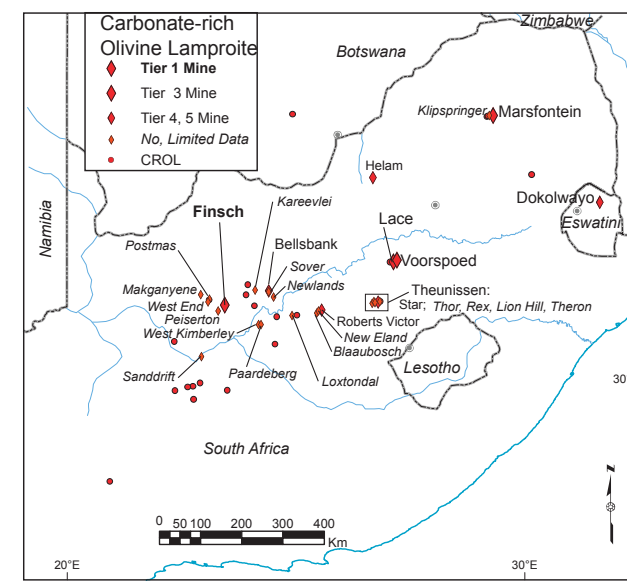 Carbonate-rich
Olivine Lamproite
Tier 1 Mine
Tier 3 Mine
Tier 4, 5 Mine
No, Limited Data
CROL
Zimbabwe
Botswana
Klipspringer
Marsfontein
Helam
Dokolwayo
Eswatini
Namibia
Kareevlei
Finsch
Lace
Postmas
Bellsbank
Sover
Voorspoed
Makganyene
Newlands
West End
Theunissen:
Peiserton
Star; Thor, Rex, Lion Hill, Theron
West Kimberley
Roberts Victor
New Eland
Blaaubosch
Sanddrift
Paardeberg
Loxtondal
Lesotho
30
South Africa
N
0 50 100 200 300 400
Km
20°E
30°E